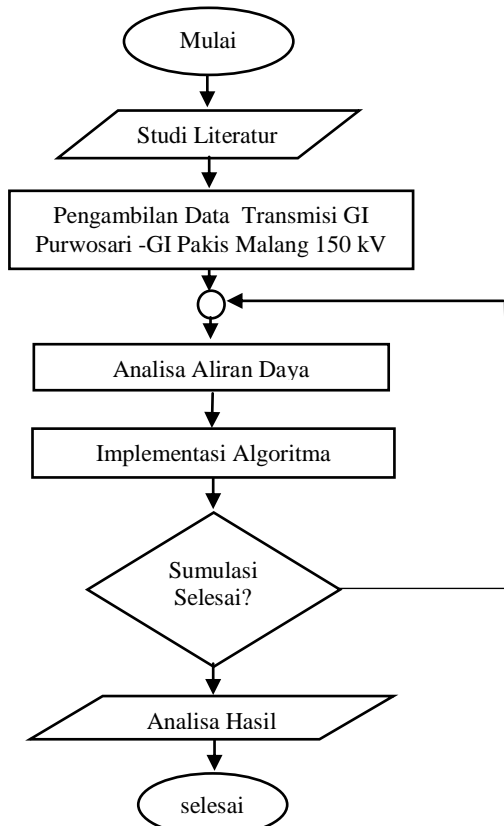 Mulai
Studi Literatur
Pengambilan Data Transmisi GI
Purwosari -GI Pakis Malang 150 kV
Analisa Aliran Daya
Implementasi Algoritma
Sumulasi
Selesai?
Analisa Hasil
selesai